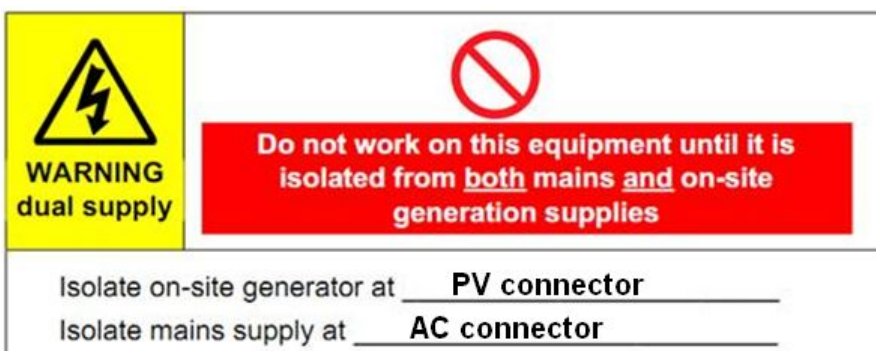 WARNING
dual supply
Do not work on this equipment until it is
isolated from both mains and on-site
generation supplies
Isolate on-site generator at PV connector
Isolate mains supply at AC connector